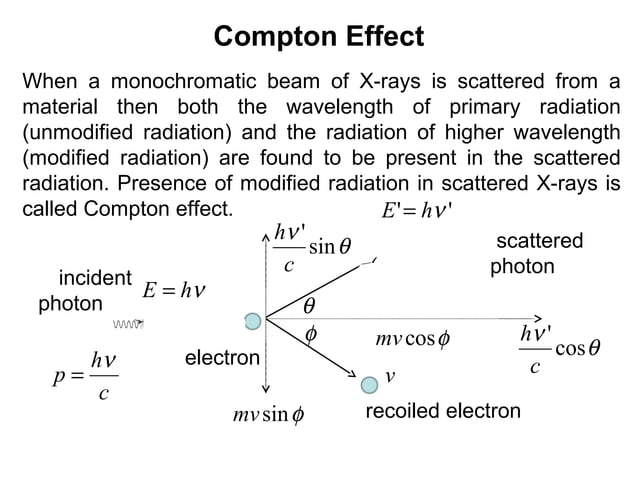 Compton Effect
When a monochromatic beam of X-rays is scattered from a
material then both the wavelength of primary radiation
(unmodified radiation) and the radiation of higher wavelength
(modified radiation) are found to be present in the scattered
radiation. Presence of modified radiation in scattered X-rays is
called Compton effect.
E'= hν'
hν'/c sin θ
scattered
photon
incident
photon
E = hν
θ
ϕ
mv cos ϕ
hν'/c cos θ
electron
p = hν/c
v
mv sin ϕ
recoiled electron